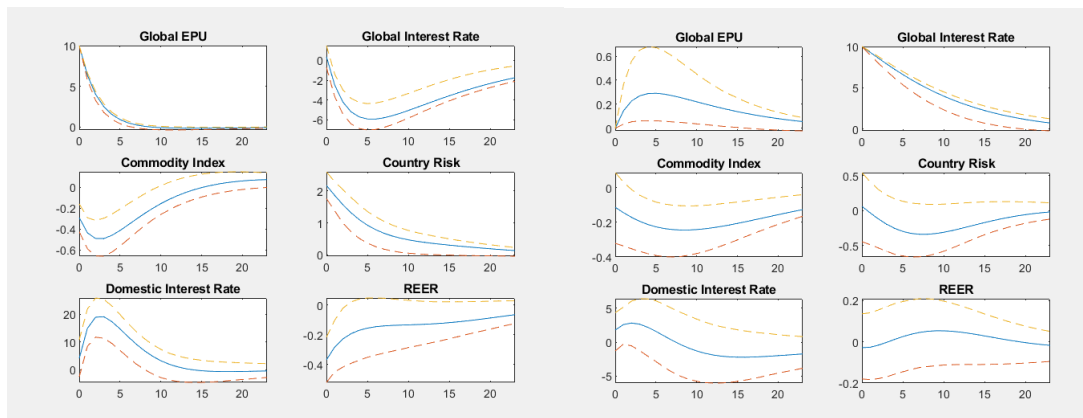 Global EPU
10
5
0
0 5 10 15 20
Global Interest Rate
0
-2
-4
-6
0 5 10 15 20
Commodity Index
0
-0.2
-0.4
-0.6
0 5 10 15 20
Country Risk
2
1
0
0 5 10 15 20
Domestic Interest Rate
20
10
0
0 5 10 15 20
REER
0
-0.2
-0.4
0 5 10 15 20
Global EPU
0.6
0.4
0.2
0
0 5 10 15 20
Global Interest Rate
10
5
0
0 5 10 15 20
Commodity Index
0
-0.2
-0.4
0 5 10 15 20
Country Risk
0.5
0
-0.5
0 5 10 15 20
Domestic Interest Rate
5
0
-5
0 5 10 15 20
REER
0.2
0
-0.2
0 5 10 15 20